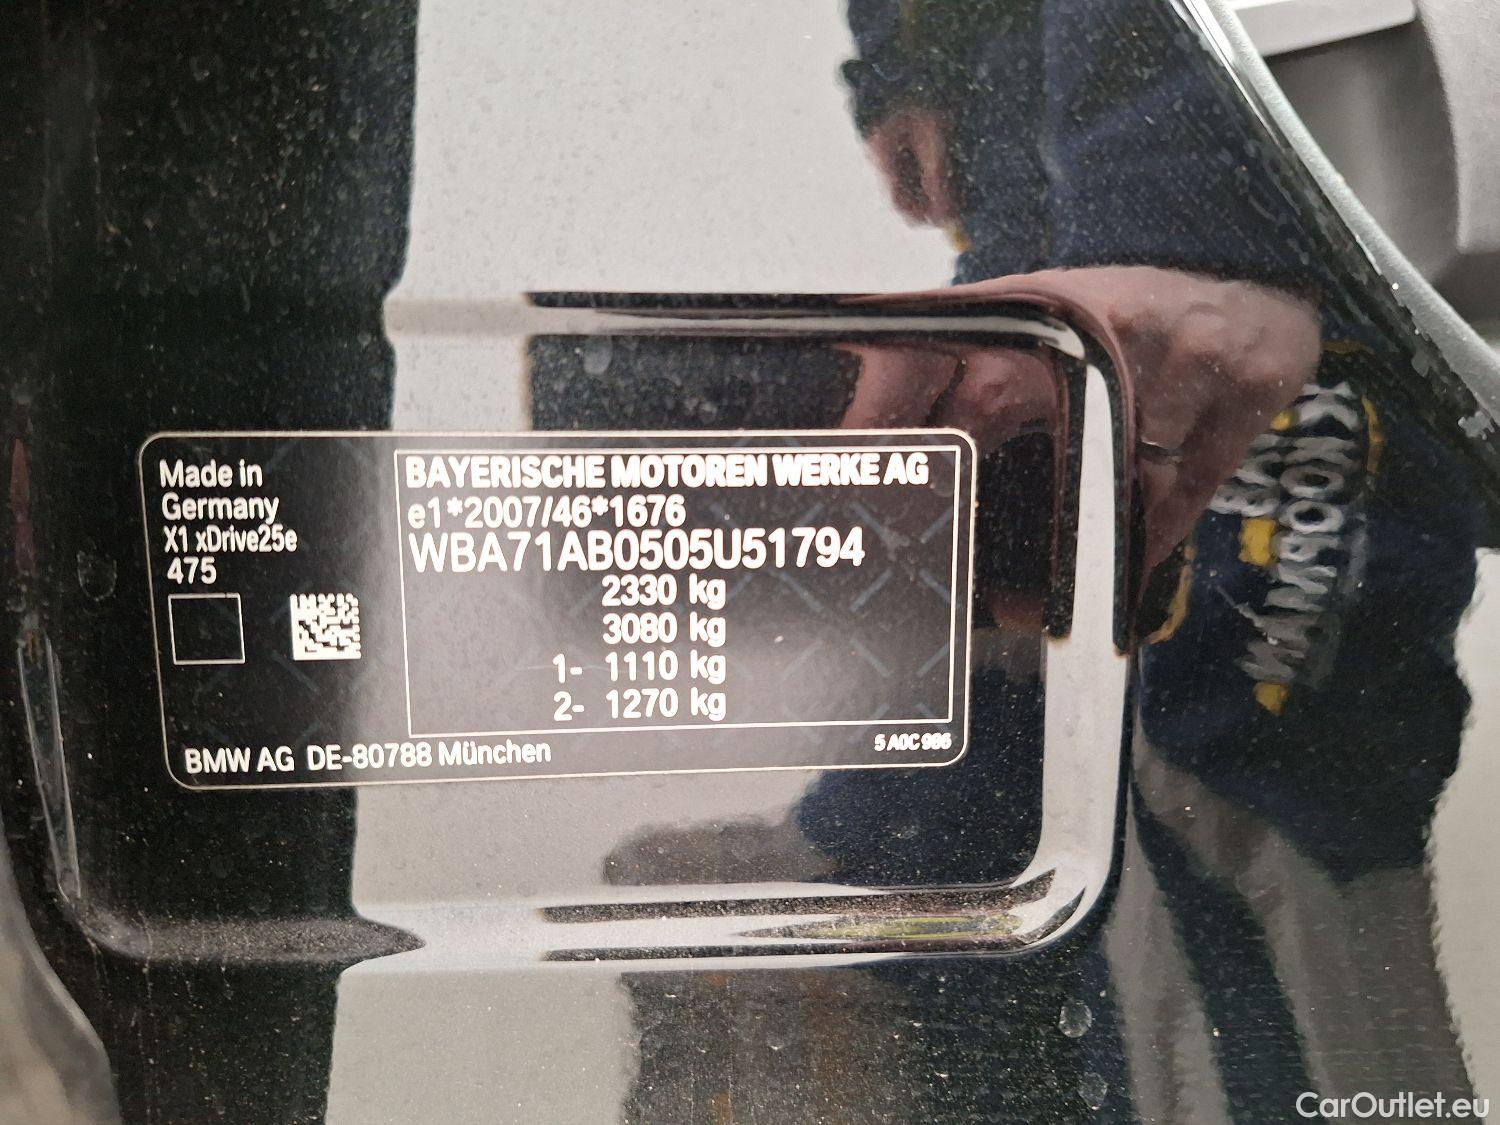 Made in
Germany
X1 xDrive25e
475
BAYERISCHE MOTOREN WERKE AG
e1*2007/46*1676
WBA71AB0505U51794
2330 kg
3080 kg
1- 1110 kg
2- 1270 kg
BMW AG DE-80788 München
5 A0C 986
CarOutlet.eu